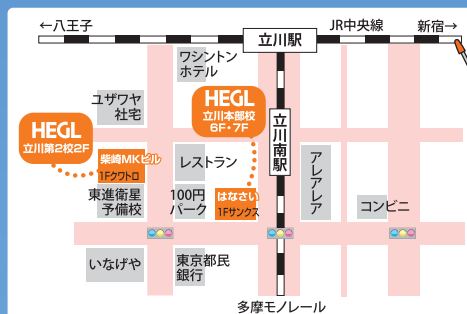 ←八王子
JR中央線
新宿→
立川駅
ワシントン
ホテル
ユザワヤ
社宅
HEGL
立川本部校
6F・7F
HEGL
立川第2校2F
立川南駅
柴崎MKビル
1Fクワトロ
レストラン
アレアレア
東進衛星
予備校
100円
パーク
はなさい
1Fサンクス
コンビニ
いなげや
東京都民
銀行
多摩モノレール